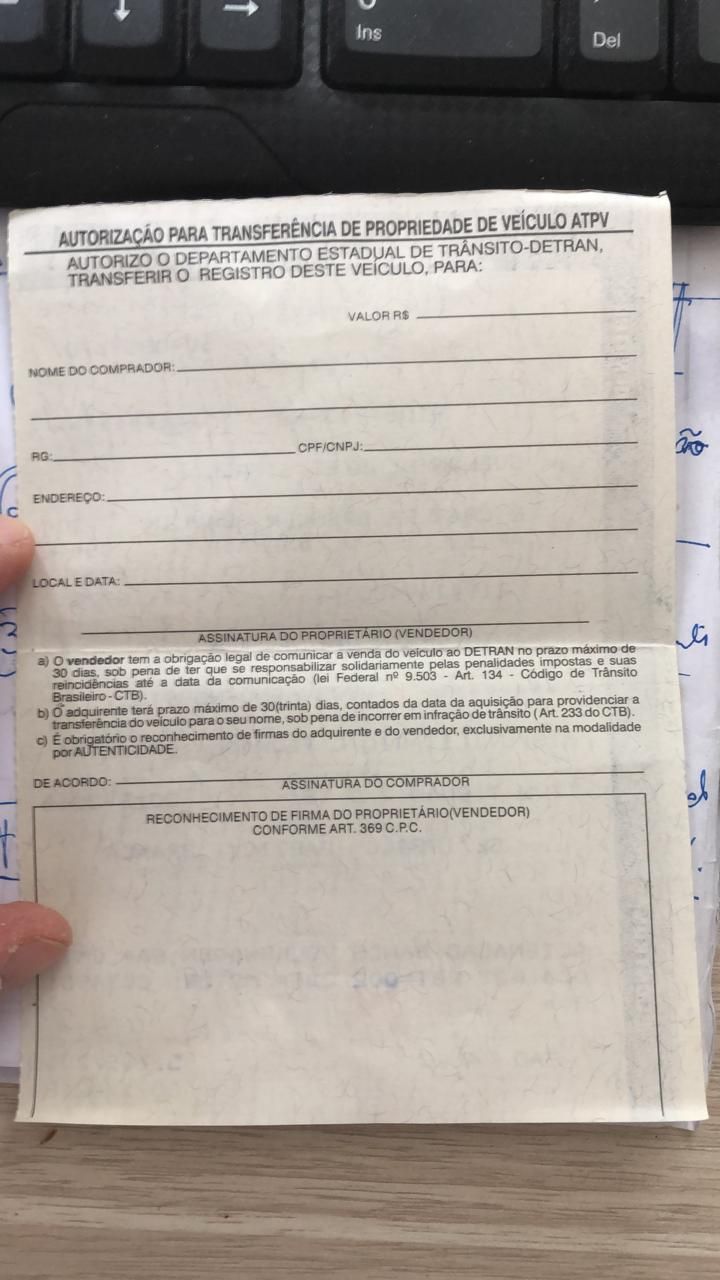 Ins
Del
AUTORIZAÇÃO PARA TRANSFERÊNCIA DE PROPRIEDADE DE VEÍCULO ATPV
AUTORIZO O DEPARTAMENTO ESTADUAL DE TRÂNSITO-DETRAN,
TRANSFERIR O REGISTRO DESTE VEÍCULO, PARA:
VALOR R$
NOME DO COMPRADOR:
RG: CPF/CNPJ:
ENDEREÇO:
LOCAL E DATA:
ASSINATURA DO PROPRIETÁRIO (VENDEDOR)
a) O vendedor tem a obrigação legal de comunicar a venda do veículo ao DETRAN no prazo máximo de
30 dias, sob pena de ter que se responsabilizar solidariamente pelas penalidades impostas e suas
reincidências até a data da comunicação (lei Federal nº 9.503 - Art. 134 - Código de Trânsito
Brasileiro - CTB).
b) O adquirente terá prazo máximo de 30(trinta) dias, contados da data da aquisição para providenciar a
transferência do veículo para o seu nome, sob pena de incorrer em infração de trânsito (Art. 233 do CTB).
c) É obrigatório o reconhecimento de firmas do adquirente e do vendedor, exclusivamente na modalidade
por AUTENTICIDADE.
DE ACORDO:
ASSINATURA DO COMPRADOR
RECONHECIMENTO DE FIRMA DO PROPRIETÁRIO(VENDEDOR)
CONFORME ART. 369 C.P.C.